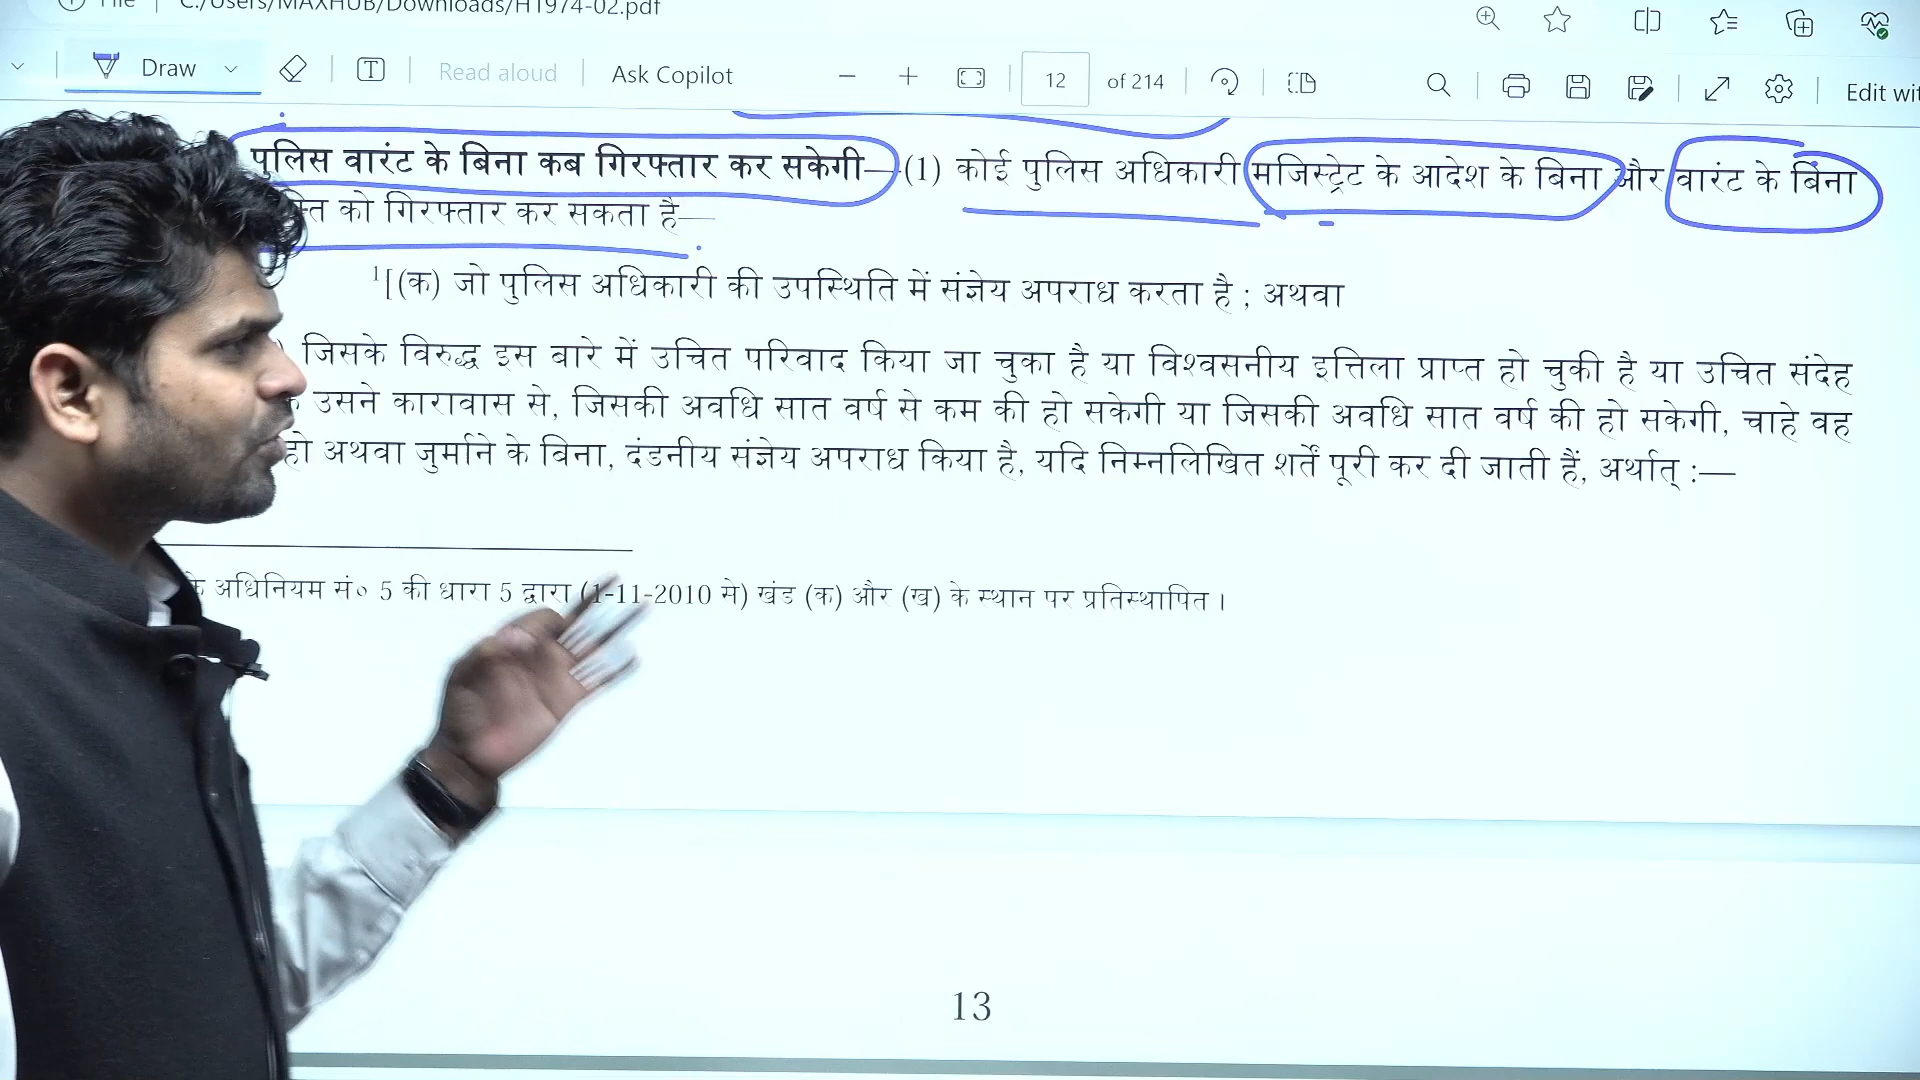 File | C:/Users/MAXHUB/Downloads/H1974-02.pdf
Draw Read aloud Ask Copilot 12 of 214 Edit wit
पुलिस वारंट के बिना कब गिरफ्तार कर सकेगी—(1) कोई पुलिस अधिकारी मजिस्ट्रेट के आदेश के बिना और वारंट के बिना
को गिरफ्तार कर सकता है—
1[(क) जो पुलिस अधिकारी की उपस्थिति में संज्ञेय अपराध करता है ; अथवा
) जिसके विरुद्ध इस बारे में उचित परिवाद किया जा चुका है या विश्वसनीय इत्तिला प्राप्त हो चुकी है या उचित संदेह
उसने कारावास से, जिसकी अवधि सात वर्ष से कम की हो सकेगी या जिसकी अवधि सात वर्ष की हो सकेगी, चाहे वह
हो अथवा जुर्माने के बिना, दंडनीय संज्ञेय अपराध किया है, यदि निम्नलिखित शर्तें पूरी कर दी जाती हैं, अर्थात् :—
के अधिनियम सं० 5 की धारा 5 द्वारा (1-11-2010 से) खंड (क) और (ख) के स्थान पर प्रतिस्थापित ।
13